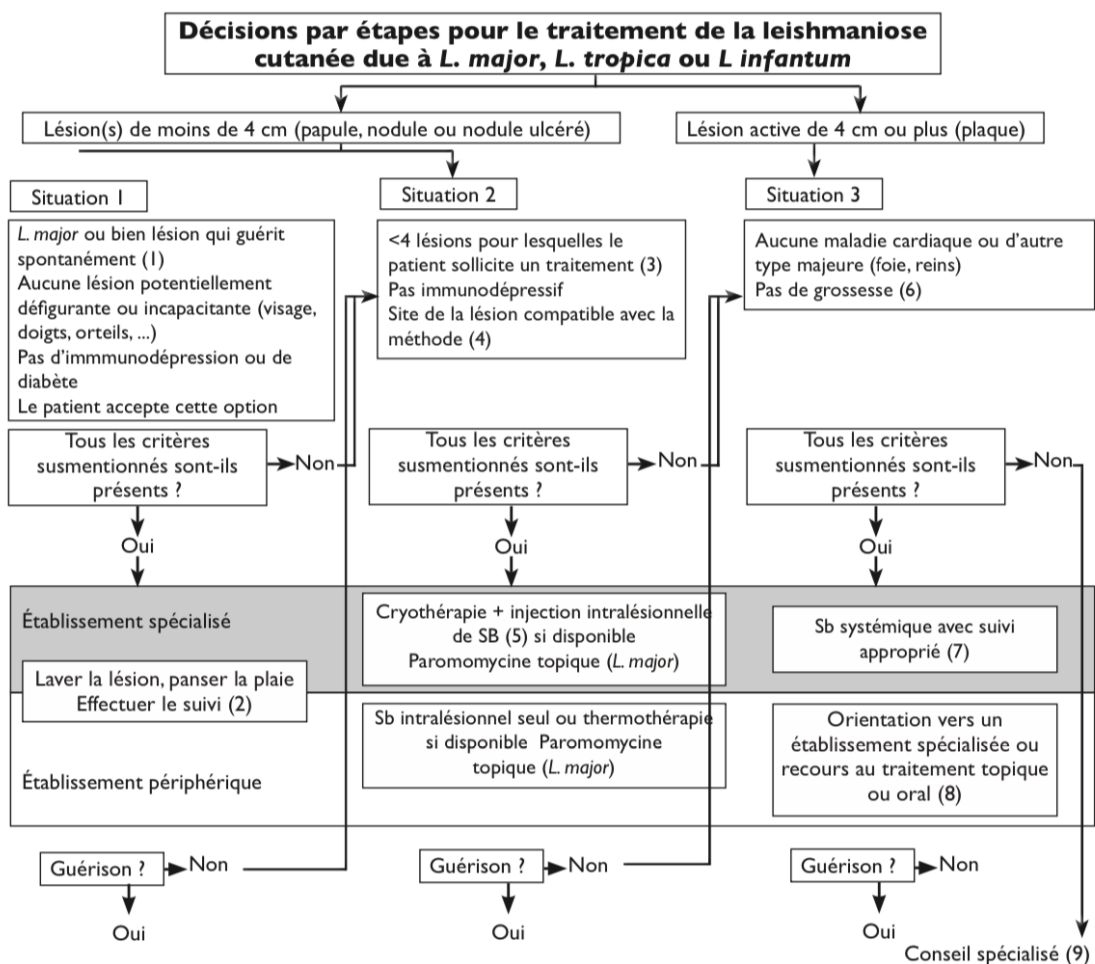 Décisions par étapes pour le traitement de la leishmaniose
cutanée due à L. major, L. tropica ou L infantum
Lésion(s) de moins de 4 cm (papule, nodule ou nodule ulcéré)
Lésion active de 4 cm ou plus (plaque)
Situation 1
L. major ou bien lésion qui guérit
spontanément (1)
Aucune lésion potentiellement
défigurante ou incapacitante (visage,
doigts, orteils, ...)
Pas d'immmunodépression ou de
diabète
Le patient accepte cette option
Tous les critères
susmentionnés sont-ils
présents ?
Non
Oui
Situation 2
<4 lésions pour lesquelles le
patient sollicite un traitement (3)
Pas immunodépressif
Site de la lésion compatible avec la
méthode (4)
Tous les critères
susmentionnés sont-ils
présents ?
Non
Oui
Situation 3
Aucune maladie cardiaque ou d'autre
type majeure (foie, reins)
Pas de grossesse (6)
Tous les critères
susmentionnés sont-ils
présents ?
Non
Oui
Établissement spécialisé
Cryothérapie + injection intralésionnelle
de SB (5) si disponible
Paromomycine topique (L. major)
Sb systémique avec suivi
approprié (7)
Laver la lésion, panser la plaie
Effectuer le suivi (2)
Établissement périphérique
Sb intralésionnel seul ou thermothérapie
si disponible Paromomycine
topique (L. major)
Orientation vers un
établissement spécialisée ou
recours au traitement topique
ou oral (8)
Guérison ?
Non
Oui
Guérison ?
Non
Oui
Guérison ?
Non
Oui
Conseil spécialisé (9)